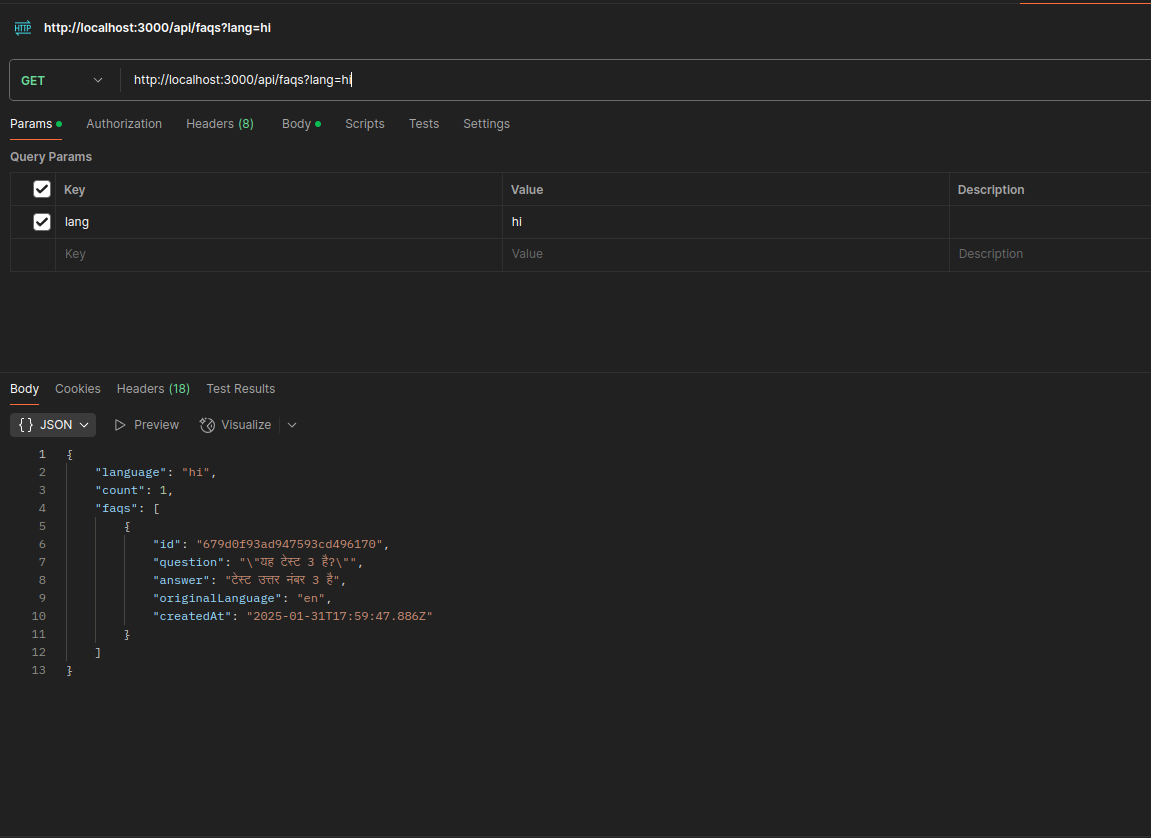 HTTP http://localhost:3000/api/faqs?lang=hi
GET http://localhost:3000/api/faqs?lang=hi
Params Authorization Headers (8) Body Scripts Tests Settings
Query Params
Key Value Description
lang hi
Key Value Description
Body Cookies Headers (18) Test Results
{} JSON Preview Visualize
1 {
2 "language": "hi",
3 "count": 1,
4 "faqs": [
5 {
6 "id": "679d0f93ad947593cd496170",
7 "question": "\"यह टेस्ट 3 है?\"",
8 "answer": "टेस्ट उत्तर नंबर 3 है",
9 "originalLanguage": "en",
10 "createdAt": "2025-01-31T17:59:47.886Z"
11 }
12 ]
13 }